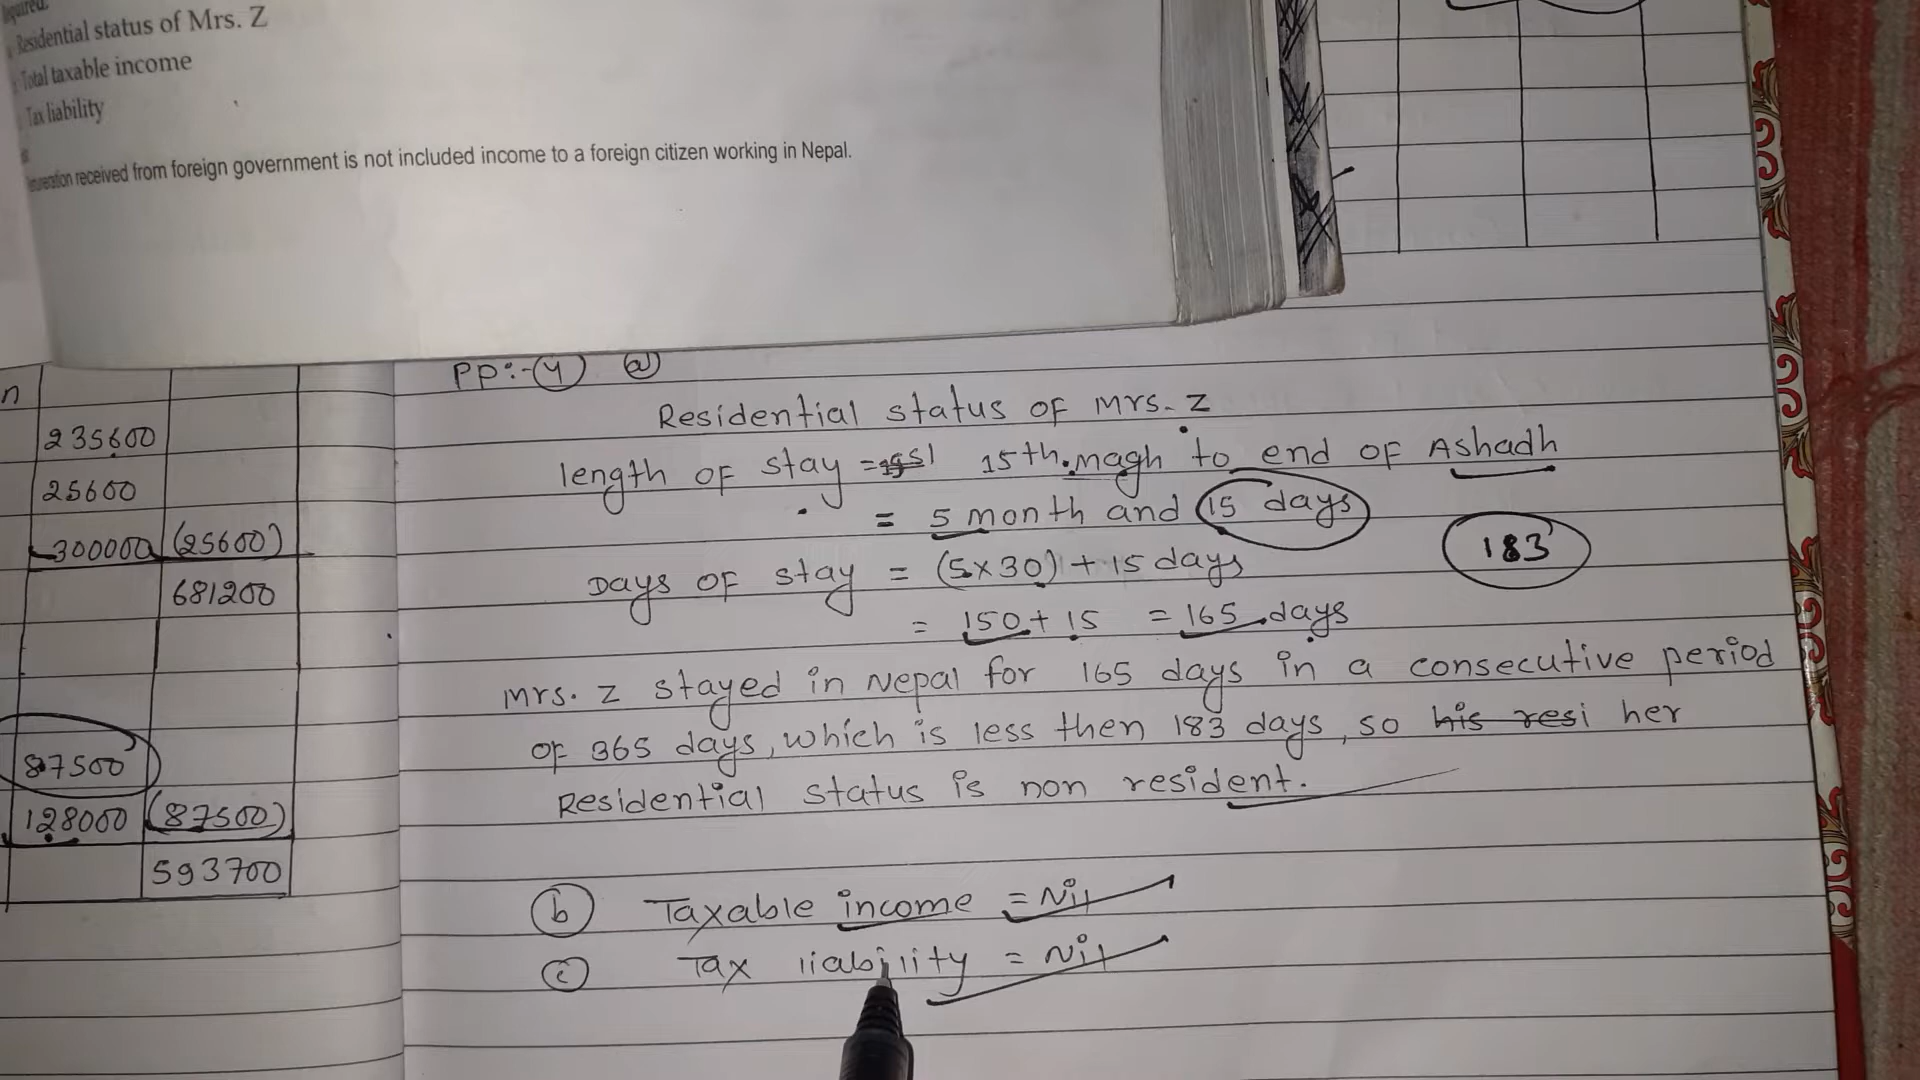 Residential status of Mrs. Z
Total taxable income
Tax liability
received from foreign government is not included income to a foreign citizen working in Nepal.
n
235600
25600
300000 (25600)
681200
87500
128000 (87500)
593700
PP:-(4) (a)
Residential status of Mrs. Z
length of stay = 15th magh to end of Ashadh
= 5 month and 15 days
183
Days of stay = (5×30) + 15 days
= 150 + 15 = 165 days
Mrs. Z stayed in Nepal for 165 days in a consecutive period
of 365 days, which is less then 183 days, so his resi her
Residential status is non resident.
(b) Taxable income = Nil
(c) Tax liability = Nil